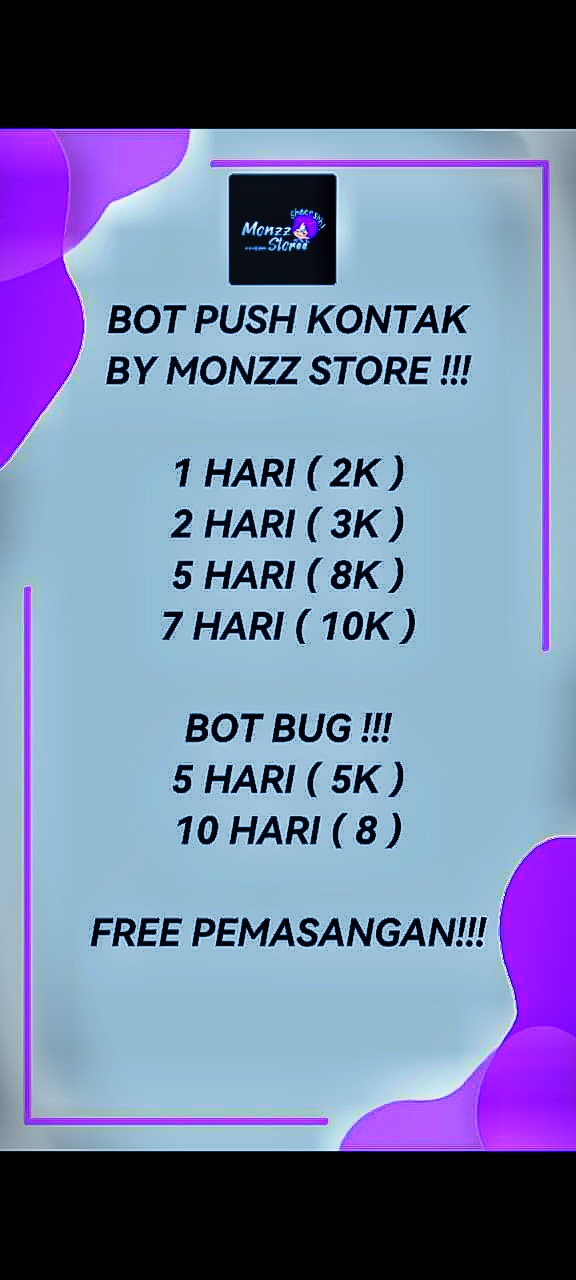 Monzz
Storee
BOT PUSH KONTAK
BY MONZZ STORE !!!
1 HARI ( 2K )
2 HARI ( 3K )
5 HARI ( 8K )
7 HARI ( 10K )
BOT BUG !!!
5 HARI ( 5K )
10 HARI ( 8 )
FREE PEMASANGAN!!!